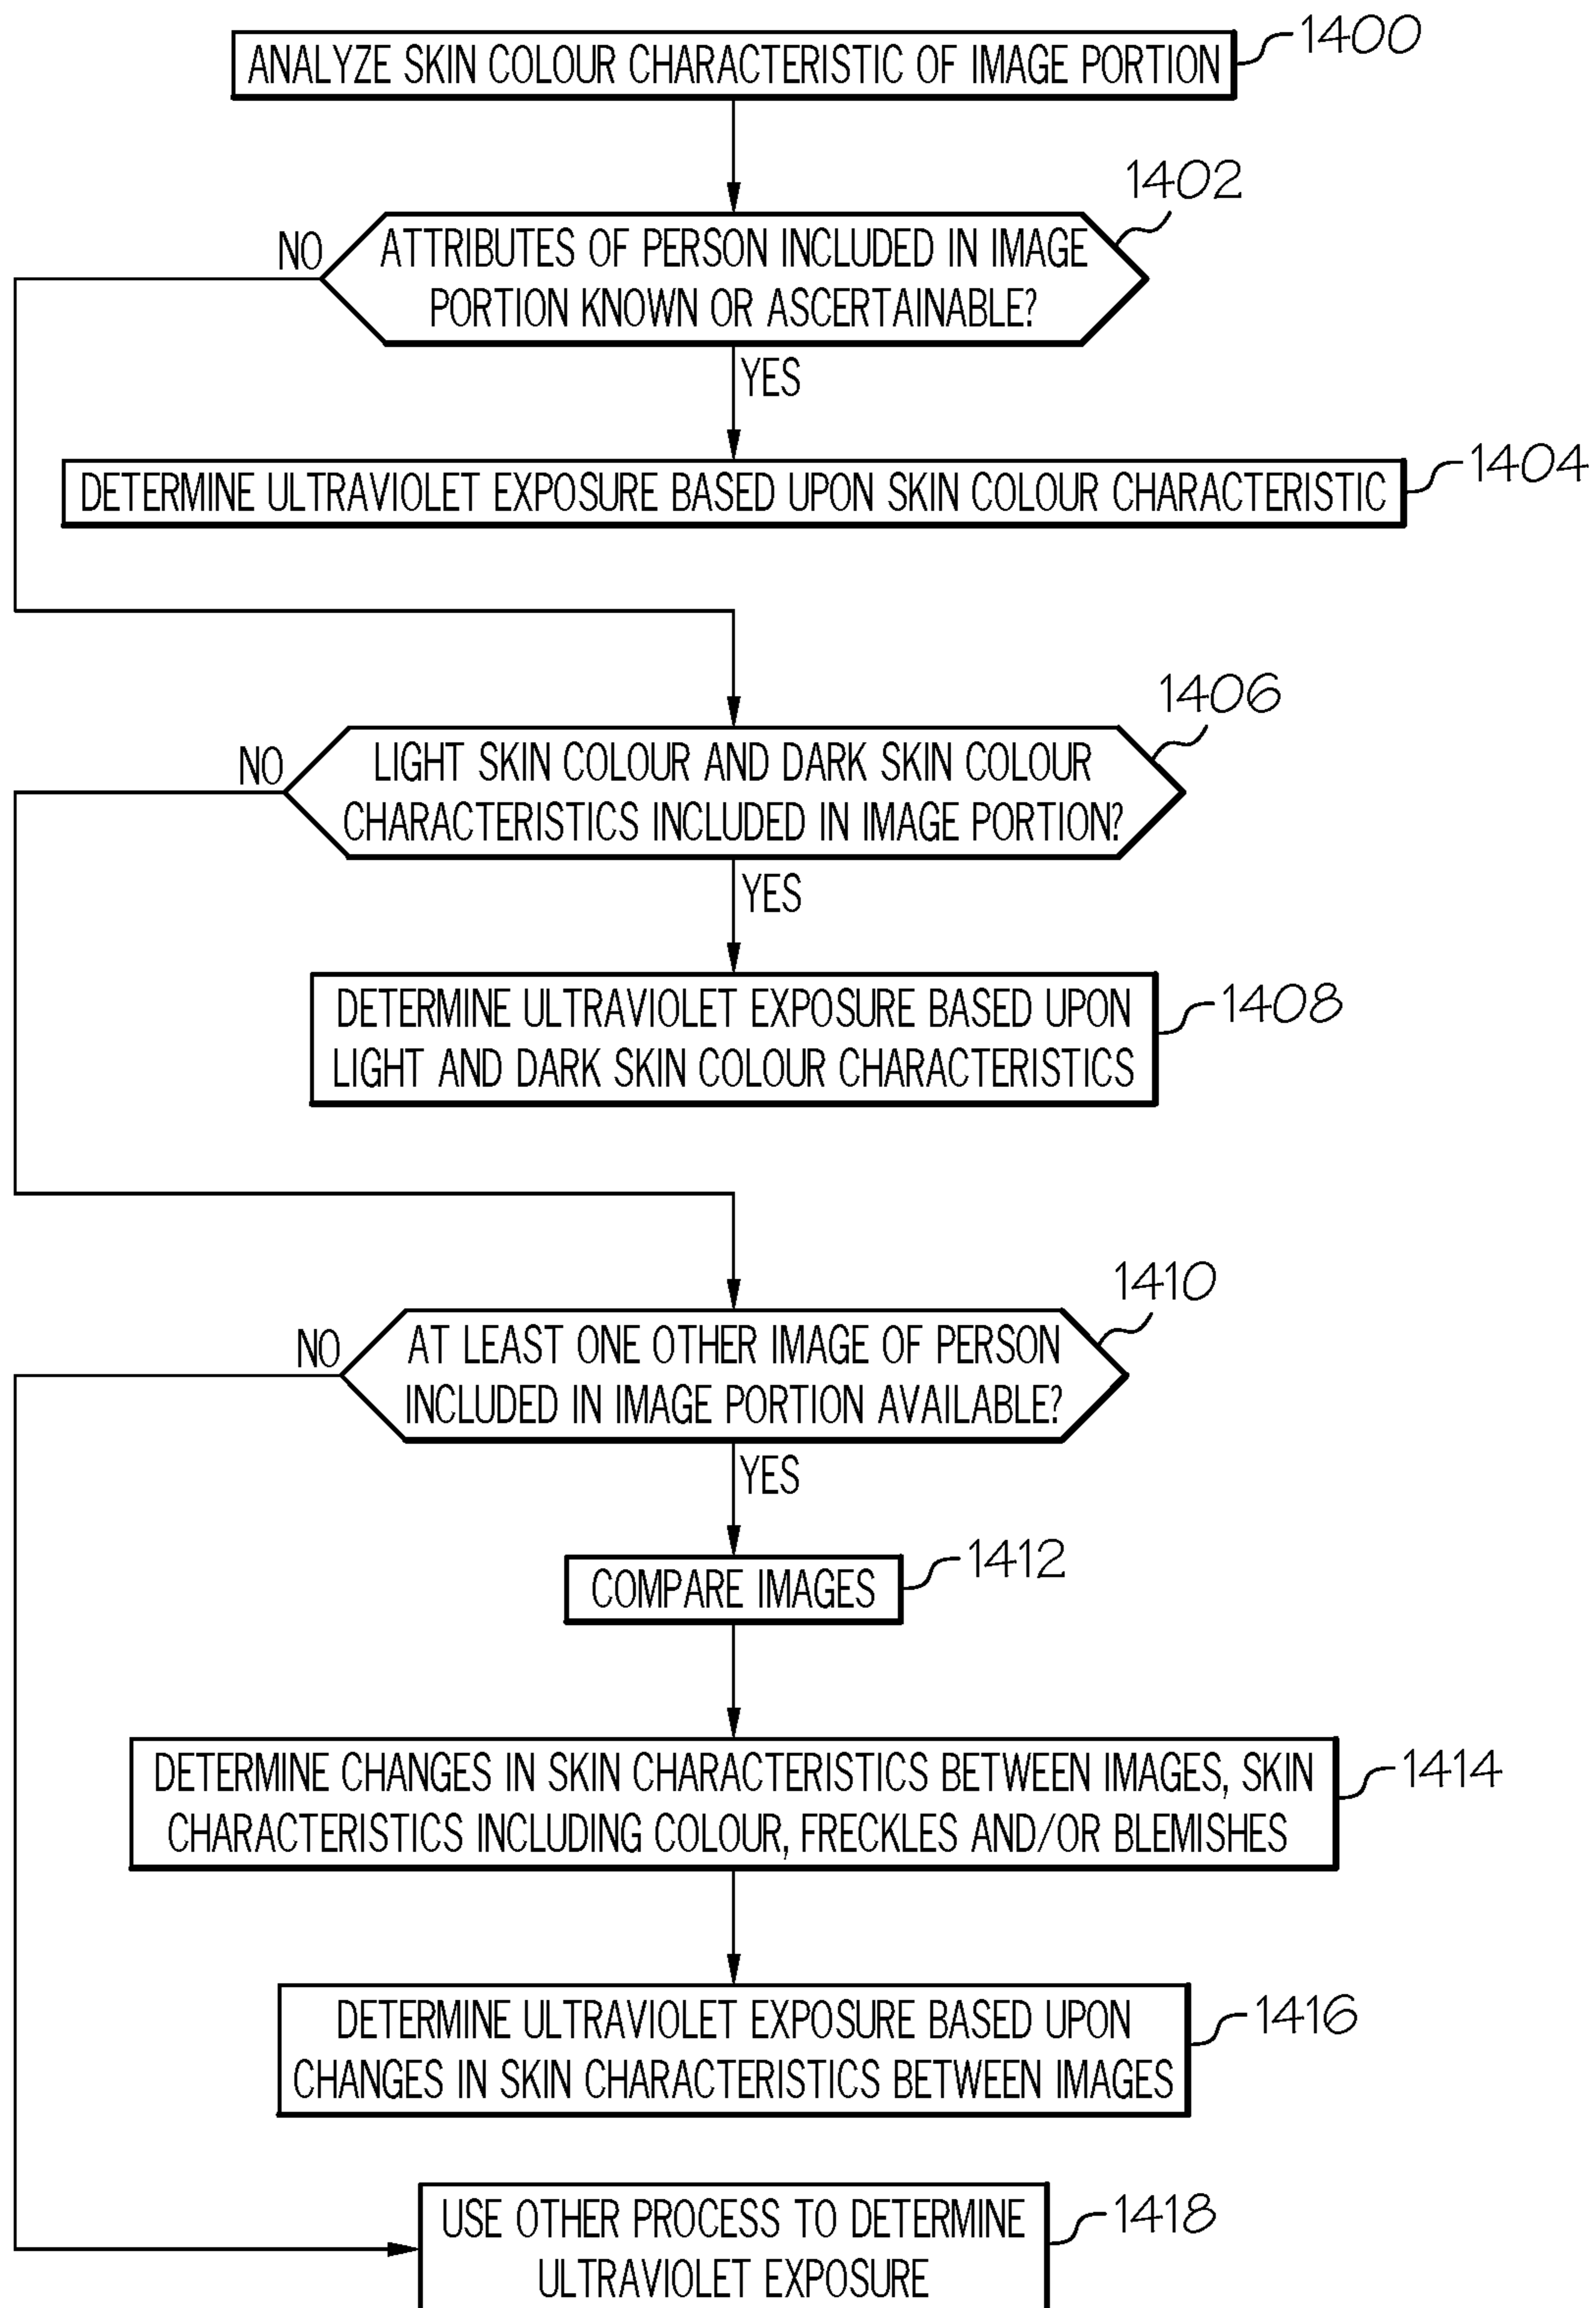 1400
ANALYZE SKIN COLOUR CHARACTERISTIC OF IMAGE PORTION
1402
NO
ATTRIBUTES OF PERSON INCLUDED IN IMAGE
PORTION KNOWN OR ASCERTAINABLE?
YES
1404
DETERMINE ULTRAVIOLET EXPOSURE BASED UPON SKIN COLOUR CHARACTERISTIC
1406
NO
LIGHT SKIN COLOUR AND DARK SKIN COLOUR
CHARACTERISTICS INCLUDED IN IMAGE PORTION?
YES
DETERMINE ULTRAVIOLET EXPOSURE BASED UPON
1408
LIGHT AND DARK SKIN COLOUR CHARACTERISTICS
1410
NO
AT LEAST ONE OTHER IMAGE OF PERSON
INCLUDED IN IMAGE PORTION AVAILABLE?
YES
1412
COMPARE IMAGES
DETERMINE CHANGES IN SKIN CHARACTERISTICS BETWEEN IMAGES, SKIN
1414
CHARACTERISTICS INCLUDING COLOUR, FRECKLES AND/OR BLEMISHES
DETERMINE ULTRAVIOLET EXPOSURE BASED UPON
1416
CHANGES IN SKIN CHARACTERISTICS BETWEEN IMAGES
USE OTHER PROCESS TO DETERMINE
1418
ULTRAVIOLET EXPOSURE